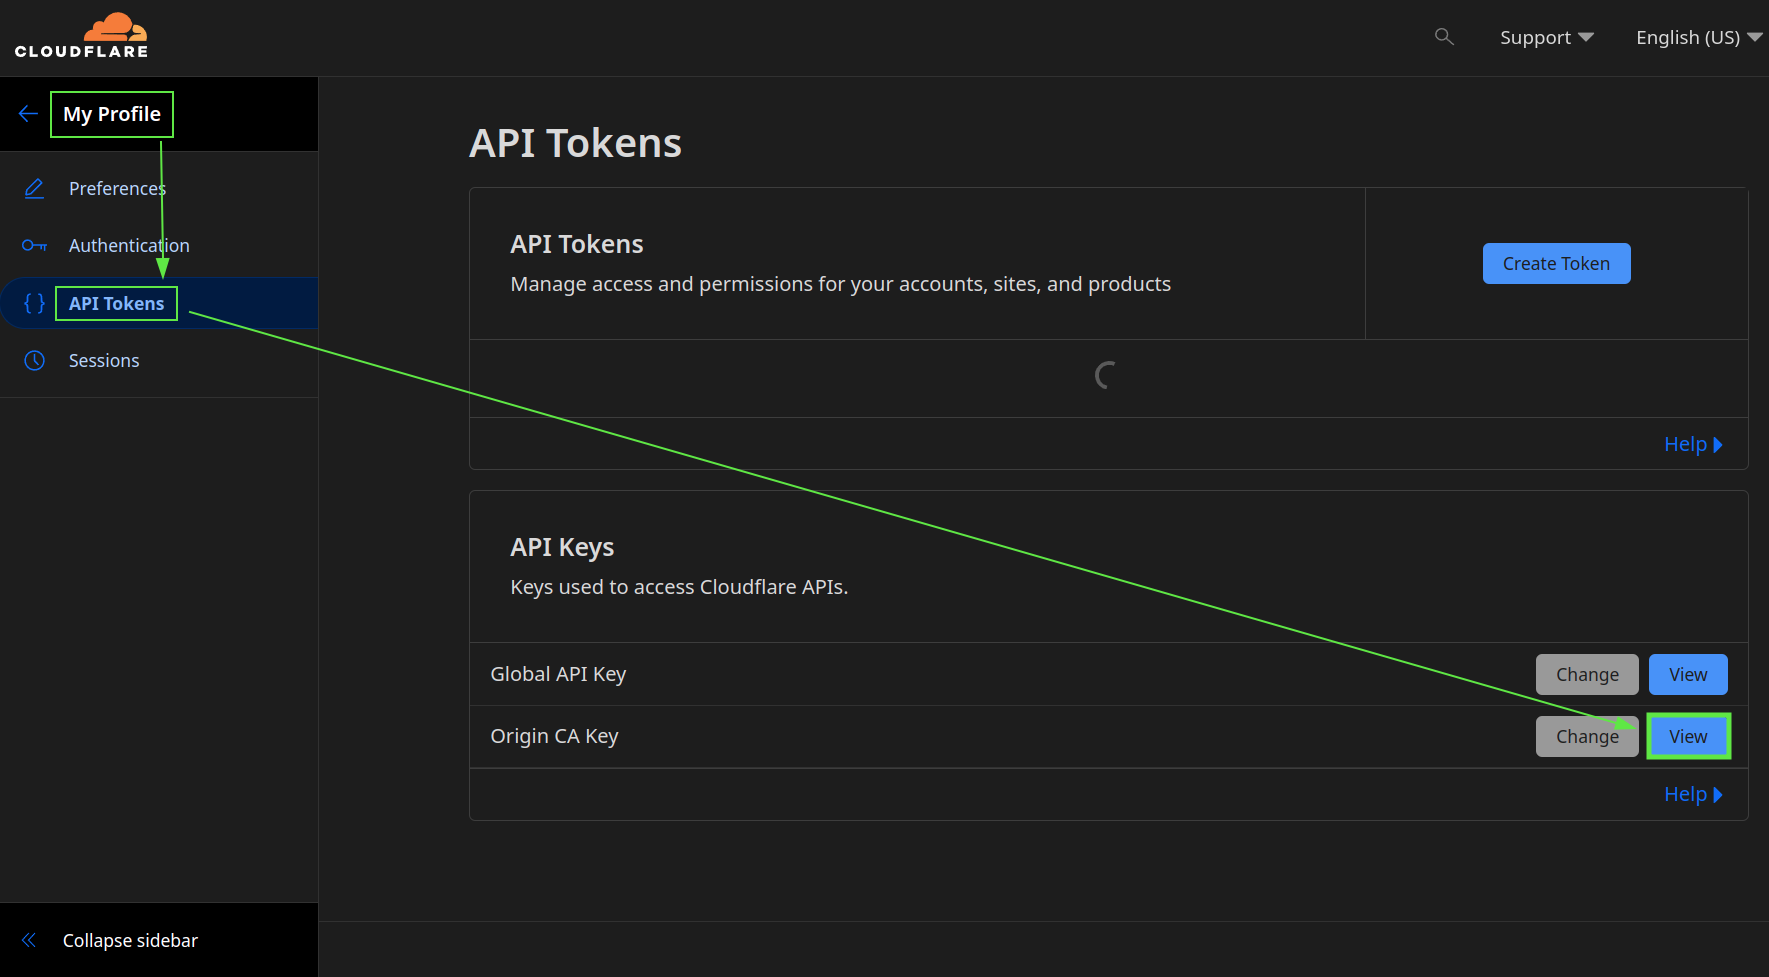 CLOUDFLARE
Support
English (US)
My Profile
Preferences
Authentication
API Tokens
Sessions
Collapse sidebar
API Tokens
API Tokens
Manage access and permissions for your accounts, sites, and products
Create Token
Help
API Keys
Keys used to access Cloudflare APIs.
Global API Key
Change
View
Origin CA Key
Change
View
Help